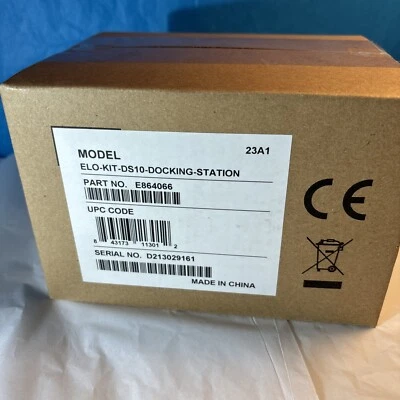 MODEL 23A1
ELO-KIT-DS10-DOCKING-STATION
PART NO. E864066
UPC CODE
8 43173 11301 2
SERIAL NO. D213029161
MADE IN CHINA
CE